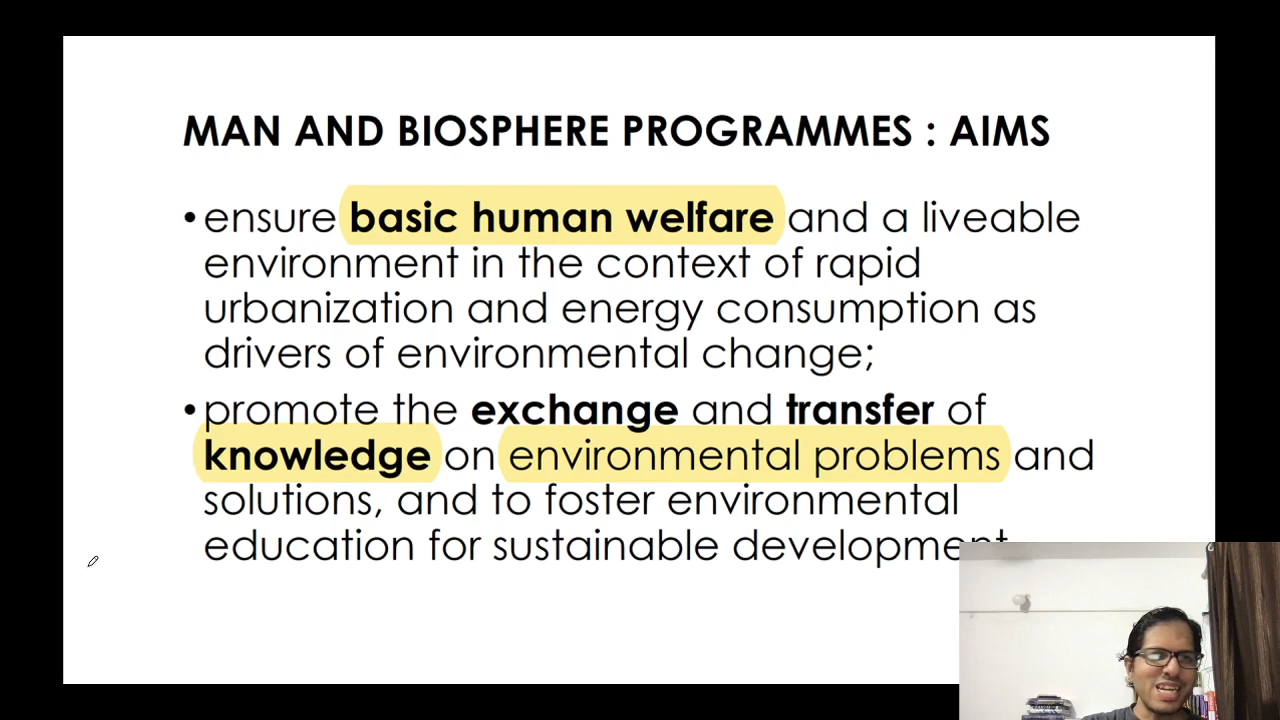 MAN AND BIOSPHERE PROGRAMMES : AIMS
• ensure basic human welfare and a liveable
environment in the context of rapid
urbanization and energy consumption as
drivers of environmental change;
• promote the exchange and transfer of
knowledge on environmental problems and
solutions, and to foster environmental
education for sustainable development